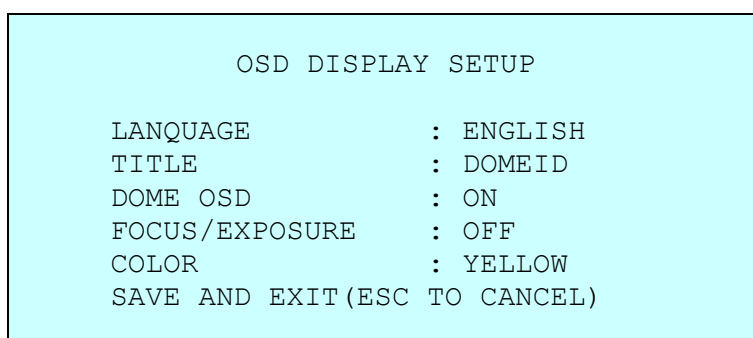 OSD DISPLAY SETUP
LANQUAGE : ENGLISH
TITLE : DOMEID
DOME OSD : ON
FOCUS/EXPOSURE : OFF
COLOR : YELLOW
SAVE AND EXIT(ESC TO CANCEL)